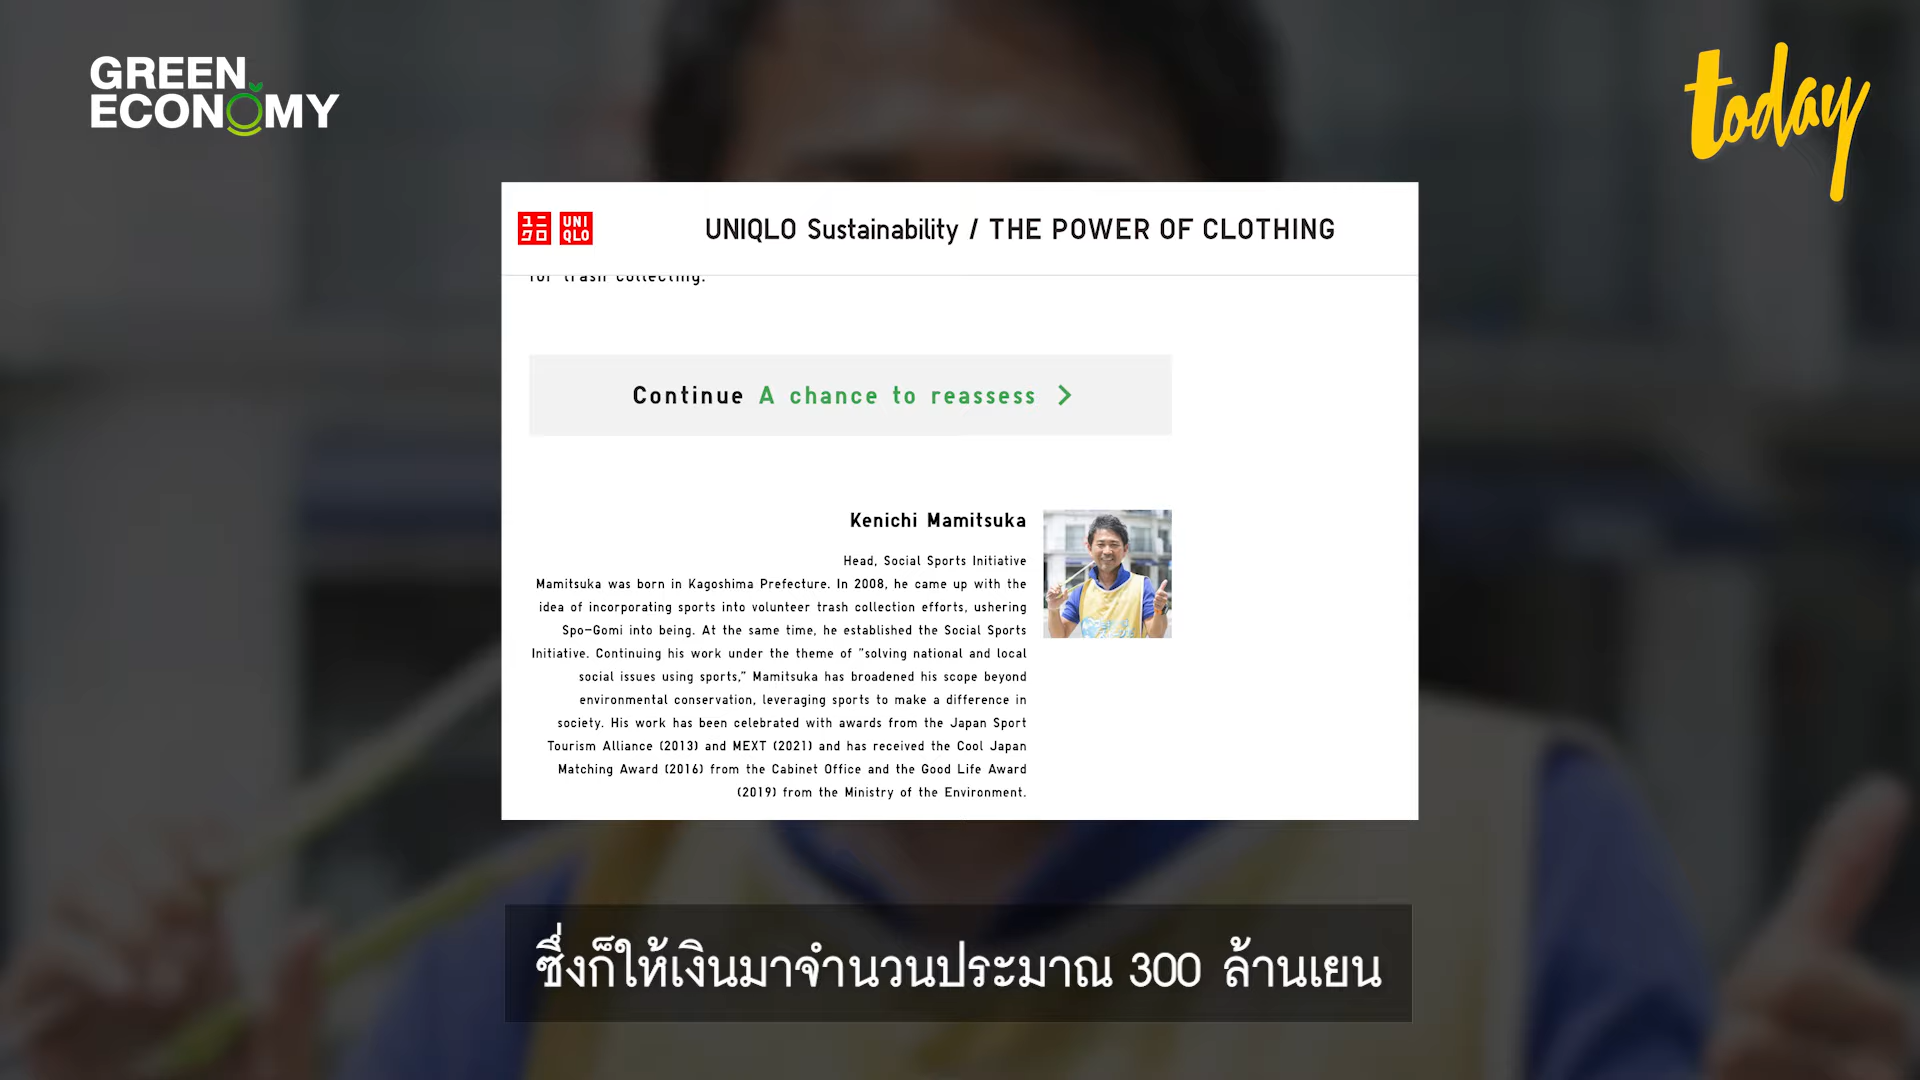 GREEN
ECONOMY
today
ユニ
クロ
UNI
QLO
UNIQLO Sustainability / THE POWER OF CLOTHING
for trash collecting.
Continue A chance to reassess >
Kenichi Mamitsuka
Head, Social Sports Initiative
Mamitsuka was born in Kagoshima Prefecture. In 2008, he came up with the
idea of incorporating sports into volunteer trash collection efforts, ushering
Spo-Gomi into being. At the same time, he established the Social Sports
Initiative. Continuing his work under the theme of "solving national and local
social issues using sports," Mamitsuka has broadened his scope beyond
environmental conservation, leveraging sports to make a difference in
society. His work has been celebrated with awards from the Japan Sport
Tourism Alliance (2013) and MEXT (2021) and has received the Cool Japan
Matching Award (2016) from the Cabinet Office and the Good Life Award
(2019) from the Ministry of the Environment.
ซึ่งก็ให้เงินมาจำนวนประมาณ 300 ล้านเยน